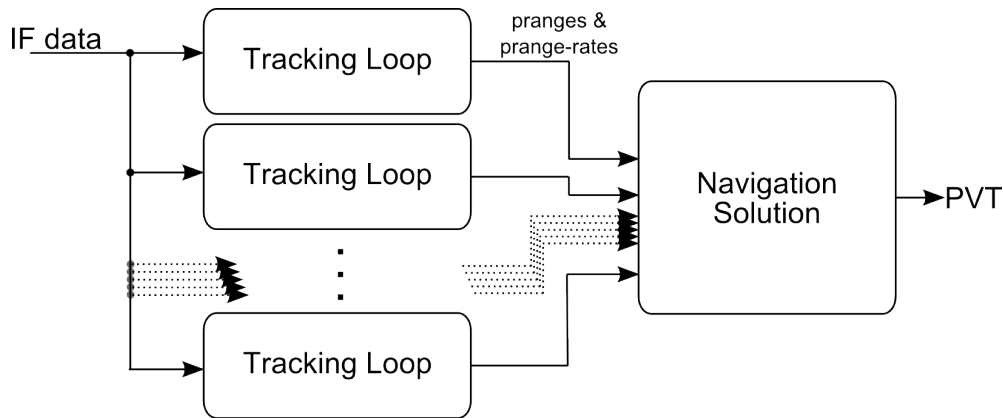 IF data
Tracking Loop
pranges &
prange-rates
Tracking Loop
Navigation
Solution
PVT
Tracking Loop